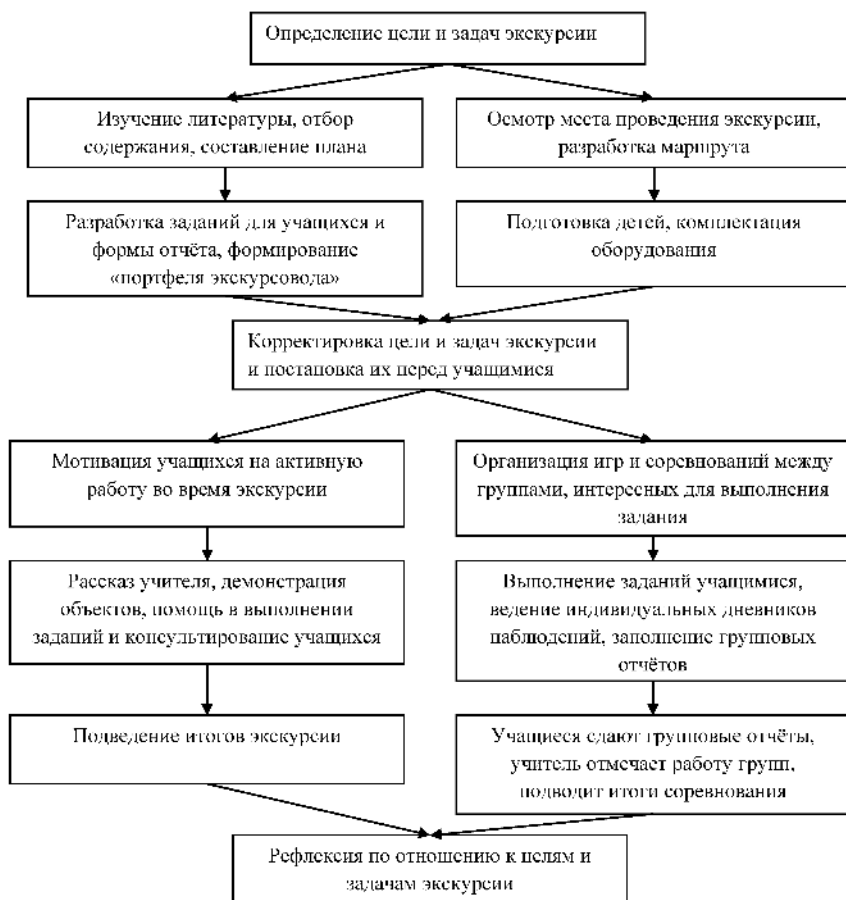 Определение цели и задач экскурсии
Изучение литературы, отбор
содержания, составление плана
Осмотр места проведения экскурсии,
разработка маршрута
Разработка заданий для учащихся и
формы отчёта, формирование
«портфеля экскурсовода»
Подготовка детей, комплектация
оборудования
Корректировка цели и задач экскурсии
и постановка их перед учащимися
Мотивация учащихся на активную
работу во время экскурсии
Организация игр и соревнований между
группами, интересных для выполнения
задания
Рассказ учителя, демонстрация
объектов, помощь в выполнении
заданий и консультирование учащихся
Выполнение заданий учащимися,
ведение индивидуальных дневников
наблюдений, заполнение групповых
отчётов
Подведение итогов экскурсии
Учащиеся сдают групповые отчёты,
учитель отмечает работу групп,
подводит итоги соревнования
Рефлексия по отношению к целям и
задачам экскурсии